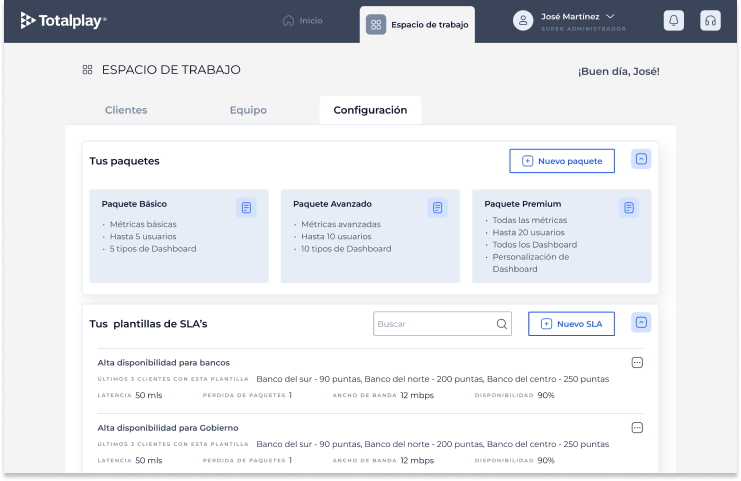 Totalplay
Inicio
Espacio de trabajo
José Martínez
SUPER ADMINISTRADOR
ESPACIO DE TRABAJO
¡Buen día, José!
Clientes
Equipo
Configuración
Tus paquetes
Nuevo paquete
Paquete Básico
· Métricas básicas
· Hasta 5 usuarios
· 5 tipos de Dashboard
Paquete Avanzado
· Métricas avanzadas
· Hasta 10 usuarios
· 10 tipos de Dashboard
Paquete Premium
· Todas las métricas
· Hasta 20 usuarios
· Todos los Dashboard
· Personalización de
Dashboard
Tus plantillas de SLA’s
Buscar
Nuevo SLA
Alta disponibilidad para bancos
ÚLTIMOS 3 CLIENTES CON ESTA PLANTILLA Banco del sur - 90 puntas, Banco del norte - 200 puntas, Banco del centro - 250 puntas
LATENCIA 50 mls PERDIDA DE PAQUETES 1 ANCHO DE BANDA 12 mbps DISPONIBILIDAD 90%
Alta disponibilidad para Gobierno
ÚLTIMOS 3 CLIENTES CON ESTA PLANTILLA Banco del sur - 90 puntas, Banco del norte - 200 puntas, Banco del centro - 250 puntas
LATENCIA 50 mls PERDIDA DE PAQUETES 1 ANCHO DE BANDA 12 mbps DISPONIBILIDAD 90%